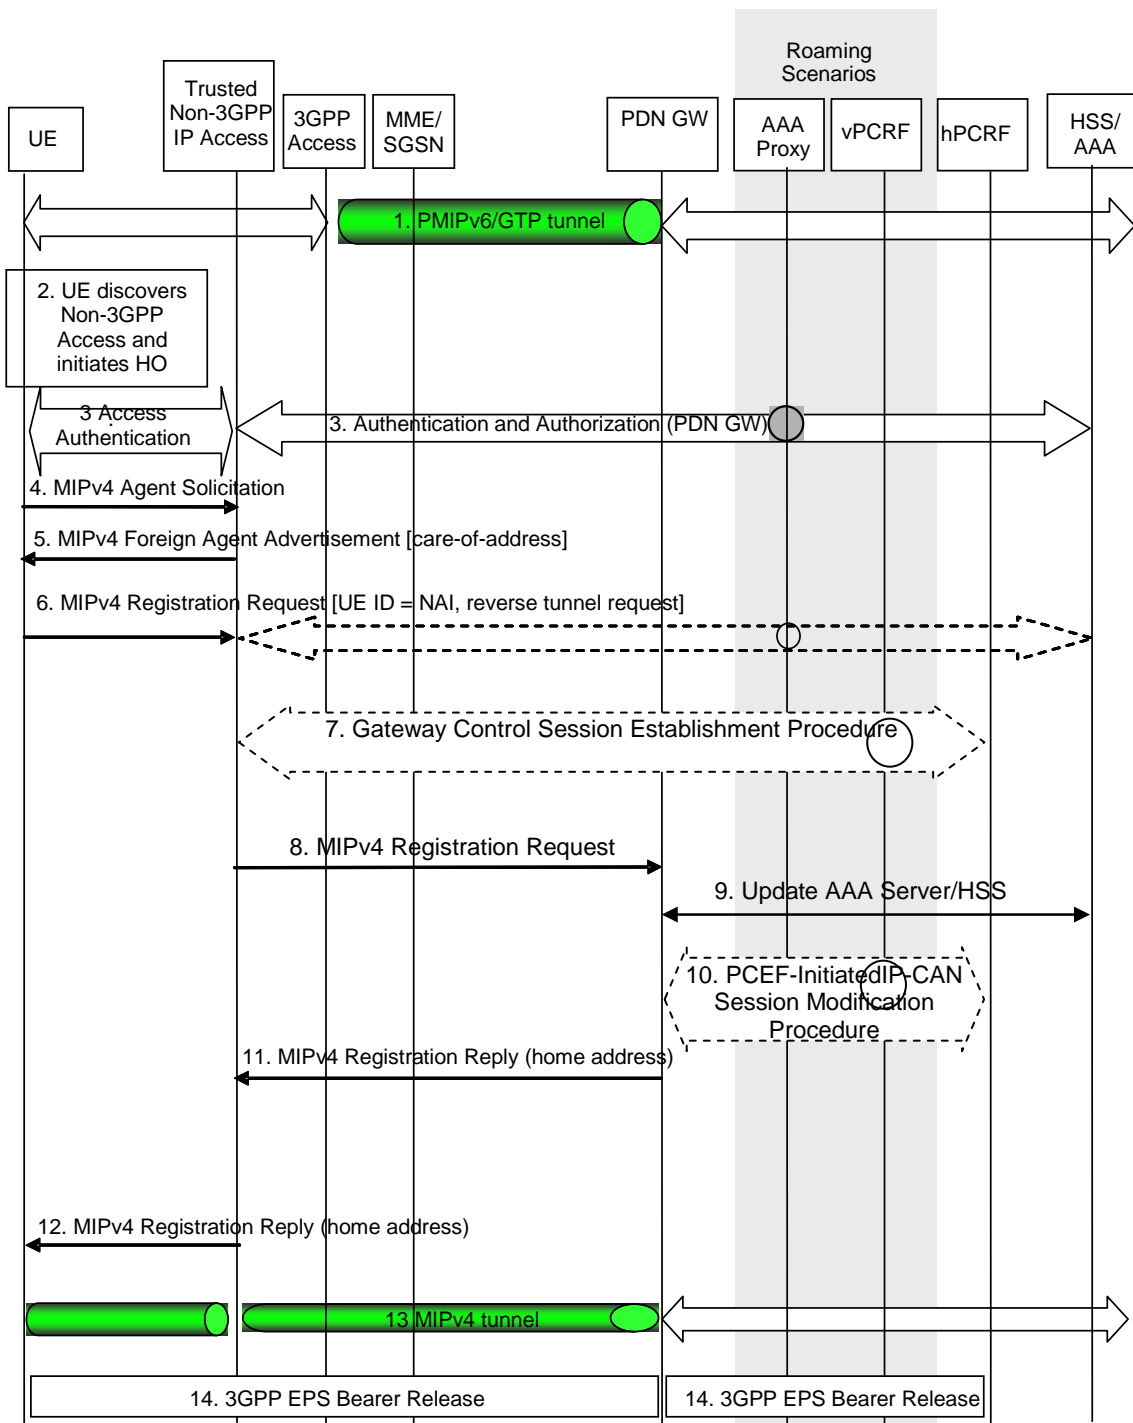 Roaming
Scenarios
UE
Trusted
Non-3GPP
IP Access
3GPP
Access
MME/
SGSN
PDN GW
AAA
Proxy
vPCRF
hPCRF
HSS/
AAA
1. PMIPv6/GTP tunnel
2. UE discovers
Non-3GPP
Access and
initiates HO
3 Access
Authentication
3. Authentication and Authorization (PDN GW)
4. MIPv4 Agent Solicitation
5. MIPv4 Foreign Agent Advertisement [care-of-address]
6. MIPv4 Registration Request [UE ID = NAI, reverse tunnel request]
7. Gateway Control Session Establishment Procedure
8. MIPv4 Registration Request
9. Update AAA Server/HSS
10. PCEF-InitiatedIP-CAN
Session Modification
Procedure
11. MIPv4 Registration Reply (home address)
12. MIPv4 Registration Reply (home address)
13 MIPv4 tunnel
14. 3GPP EPS Bearer Release
14. 3GPP EPS Bearer Release